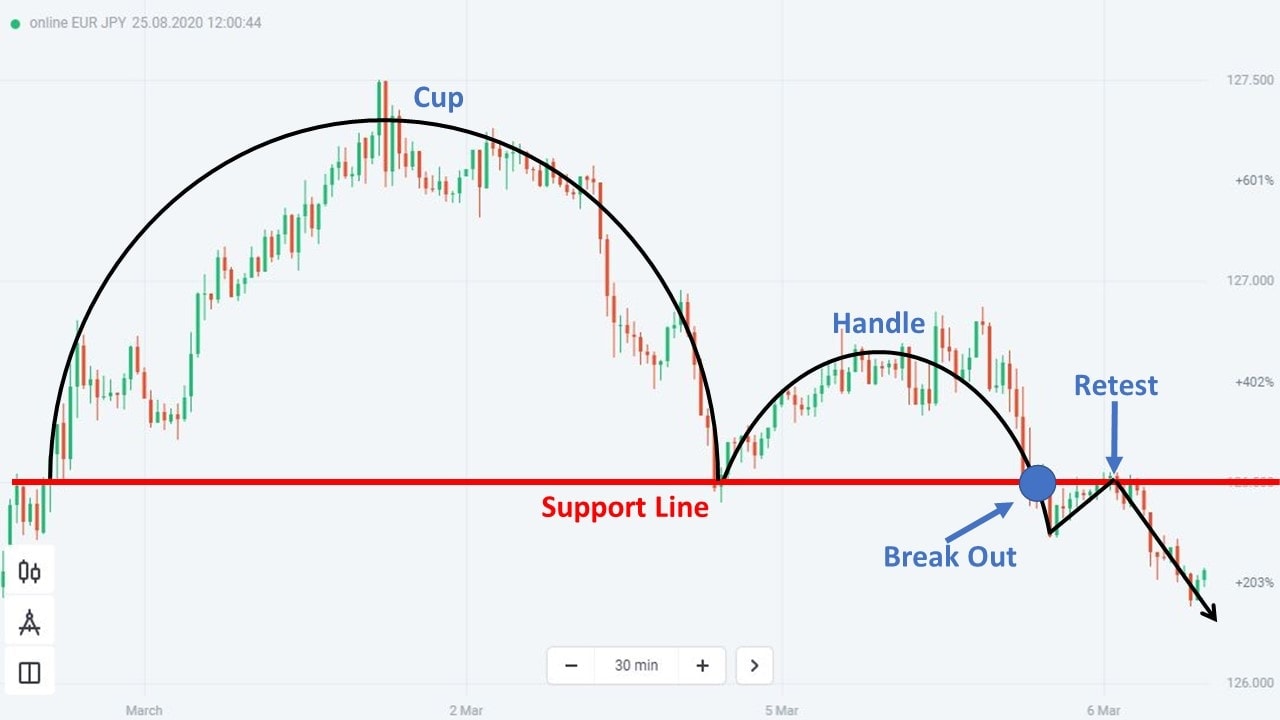 online EUR JPY 25.08.2020 12:00:44
127.500
Cup
+601%
127.000
Handle
+402%
Retest
Support Line
Break Out
+203%
30 min
126.000
March
2 Mar
5 Mar
6 Mar